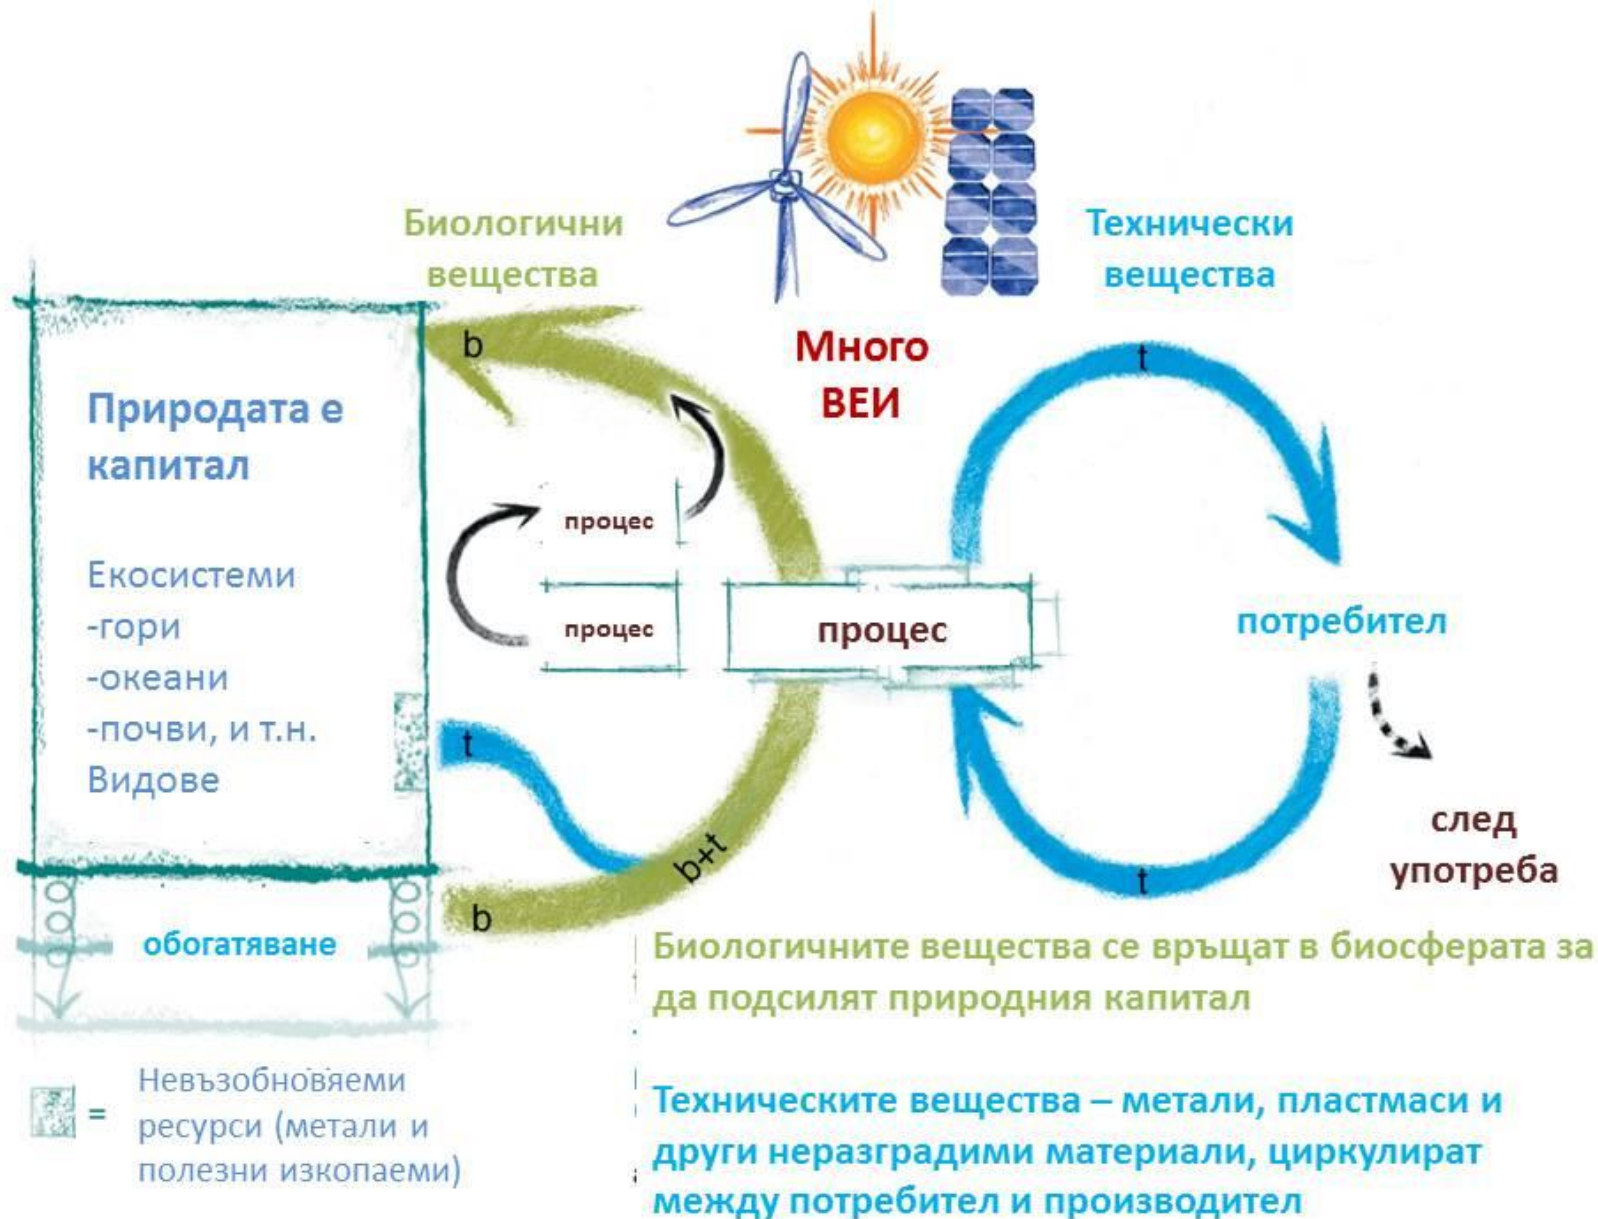 Биологични
вещества
Технически
вещества
Много
ВЕИ
b
t
Природата е
капитал
Екосистеми
-гори
-океани
-почви, и т.н.
Видове
процес
процес
процес
потребител
t
b+t
b
t
след
употреба
обогатяване
Биологичните вещества се връщат в биосферата за
да подсилят природния капитал
=
Невъзобновяеми
ресурси (метали и
полезни изкопаеми)
Техническите вещества – метали, пластмаси и
други неразградими материали, циркулират
между потребител и производител